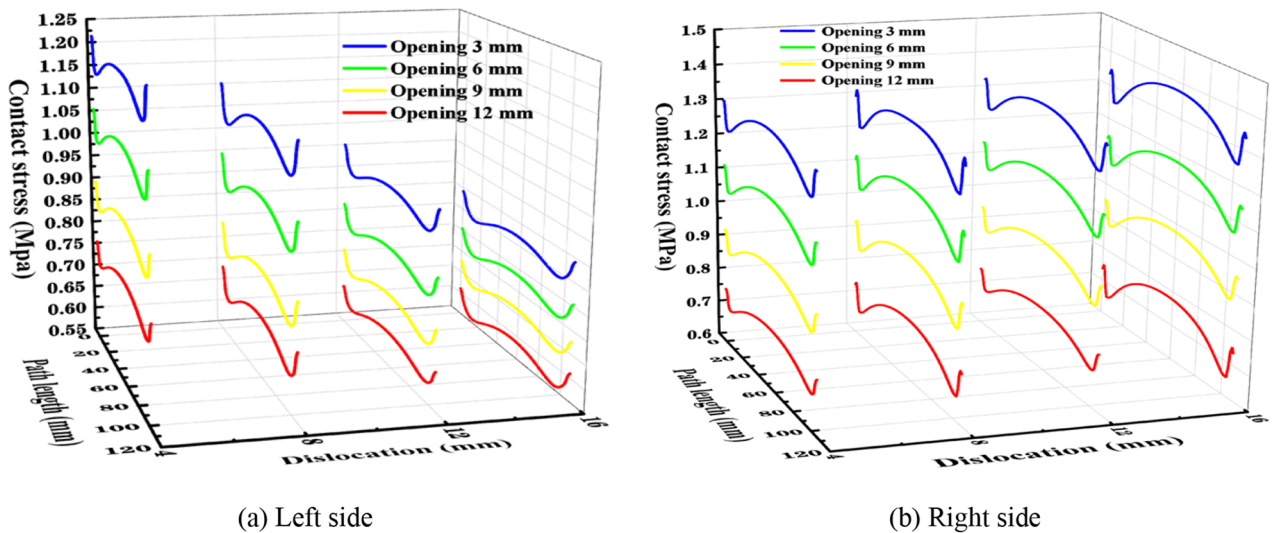 1.25
1.20
1.15
1.10
1.05
1.00
0.95
0.90
0.85
0.80
0.75
0.70
0.65
0.60
0.55
Contact stress (Mpa)
Opening 3 mm
Opening 6 mm
Opening 9 mm
Opening 12 mm
0
20
40
60
80
100
120
Path length (mm)
4
8
12
16
Dislocation (mm)
(a) Left side
1.5
1.4
1.3
1.2
1.1
1.0
0.9
0.8
0.7
0.6
Contact stress (MPa)
Opening 3 mm
Opening 6 mm
Opening 9 mm
Opening 12 mm
0
20
40
60
80
100
120
Path length (mm)
4
8
12
16
Dislocation (mm)
(b) Right side